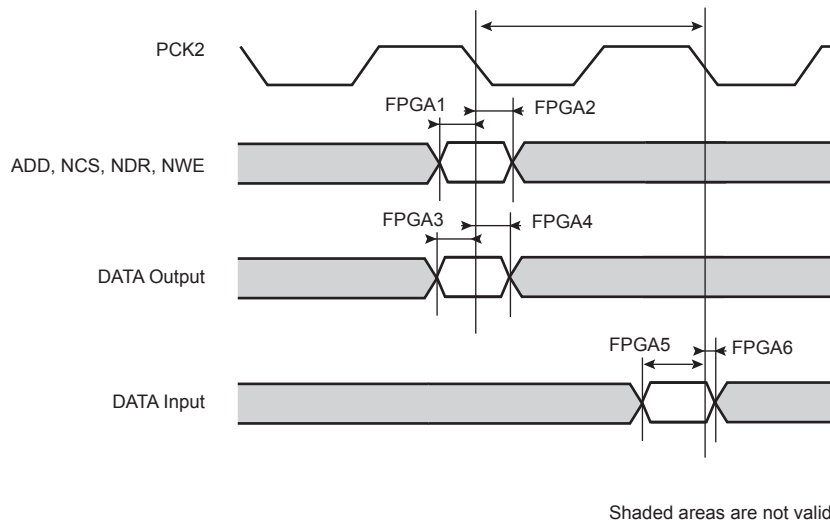 PCK2
FPGA1
FPGA2
ADD, NCS, NDR, NWE
FPGA3
FPGA4
DATA Output
FPGA5
FPGA6
DATA Input
Shaded areas are not valid